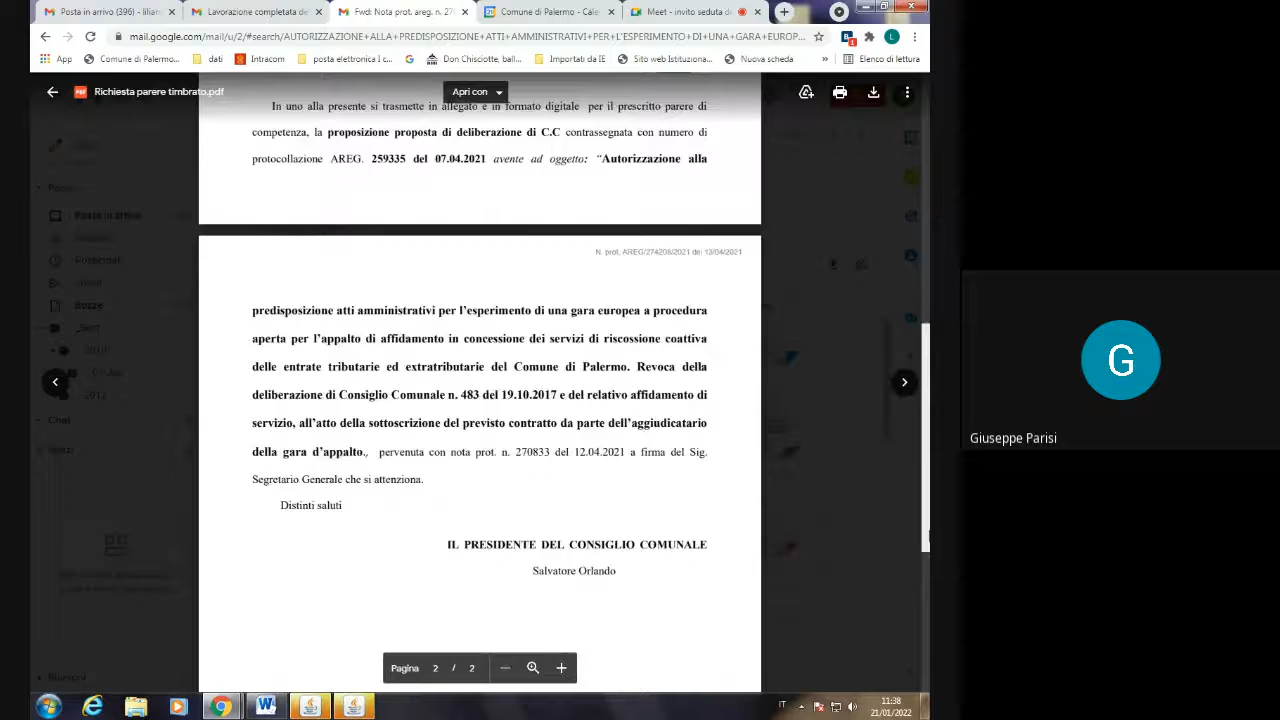 Posta in arrivo (396) - lilian
Lavorazione completata de
Fwd: Nota prot. areg. n. 27
Comune di Palermo - Cale
Meet - invito seduta de
mail.google.com/mail/u/2/#search/AUTORIZZAZIONE+ALLA+PREDISPOSIZIONE+ATTI+AMMINISTRATIVI+PER+L'ESPERIMENTO+DI+UNA+GARA+EUROP...
App
Comune di Palermo...
dati
Intracom
posta elettronica I c...
Don Chisciotte, ball...
Importati da IE
Sito web Istituziona...
Nuova scheda
»
Elenco di lettura
Richiesta parere timbrato.pdf
Apri con
In uno alla presente si trasmette in allegato e in formato digitale per il prescritto parere di
competenza, la proposizione proposta di deliberazione di C.C contrassegnata con numero di
protocollazione AREG. 259335 del 07.04.2021 avente ad oggetto: “Autorizzazione alla
N. prot. AREG/274208/2021 del 13/04/2021
predisposizione atti amministrativi per l’esperimento di una gara europea a procedura
aperta per l’appalto di affidamento in concessione dei servizi di riscossione coattiva
delle entrate tributarie ed extratributarie del Comune di Palermo. Revoca della
deliberazione di Consiglio Comunale n. 483 del 19.10.2017 e del relativo affidamento di
servizio, all’atto della sottoscrizione del previsto contratto da parte dell’aggiudicatario
della gara d’appalto., pervenuta con nota prot. n. 270833 del 12.04.2021 a firma del Sig.
Segretario Generale che si attenziona.
Distinti saluti
IL PRESIDENTE DEL CONSIGLIO COMUNALE
Salvatore Orlando
Posta in arrivo
Bozze
_Sent
2012
Chat
Pagina 2 / 2
G
Giuseppe Parisi
IT
11:38
21/01/2022